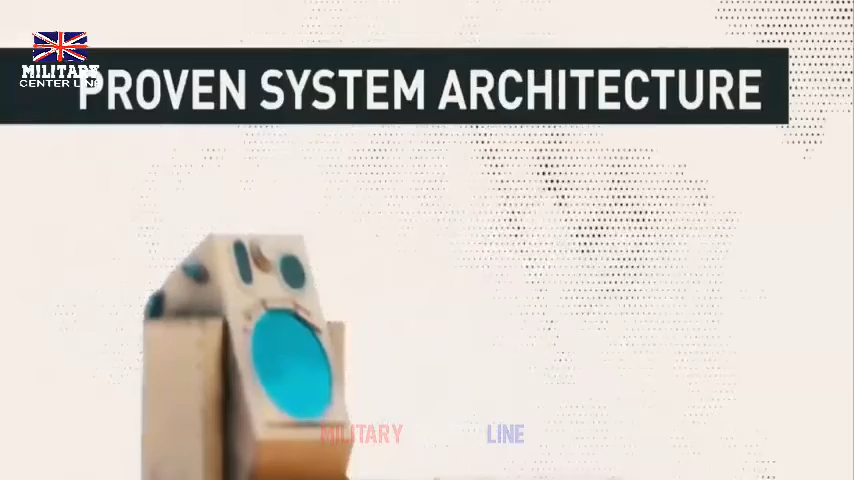 MILITARY
CENTER LINE
PROVEN SYSTEM ARCHITECTURE
MILITARY LINE